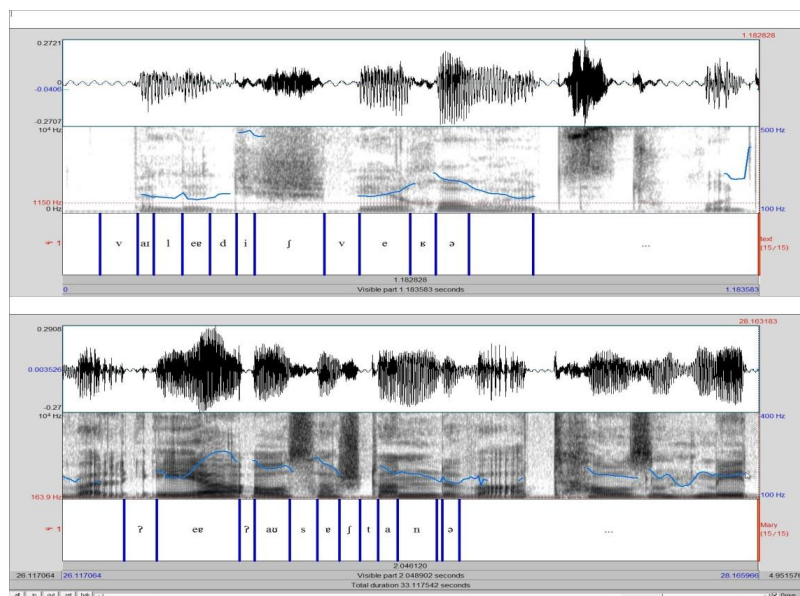 1.182828
0.2721
0
-0.0406
-0.2707
10⁴ Hz
500 Hz
1150 Hz
0 Hz
100 Hz
☞ 1
v aɪ l eɐ d i ʃ v e ʁ ə ...
text
(15/15)
1.182828
0 Visible part 1.183583 seconds 1.183583
28.163183
0.2908
0.003526
-0.27
10⁴ Hz
400 Hz
163.9 Hz
100 Hz
☞ 1
ʔ eɐ ʔ aʊ s ɐ ʃ t a n ə ...
Mary
(15/15)
2.046120
26.117064 26.117064 Visible part 2.048902 seconds 28.165966 4.951576
Total duration 33.117542 seconds